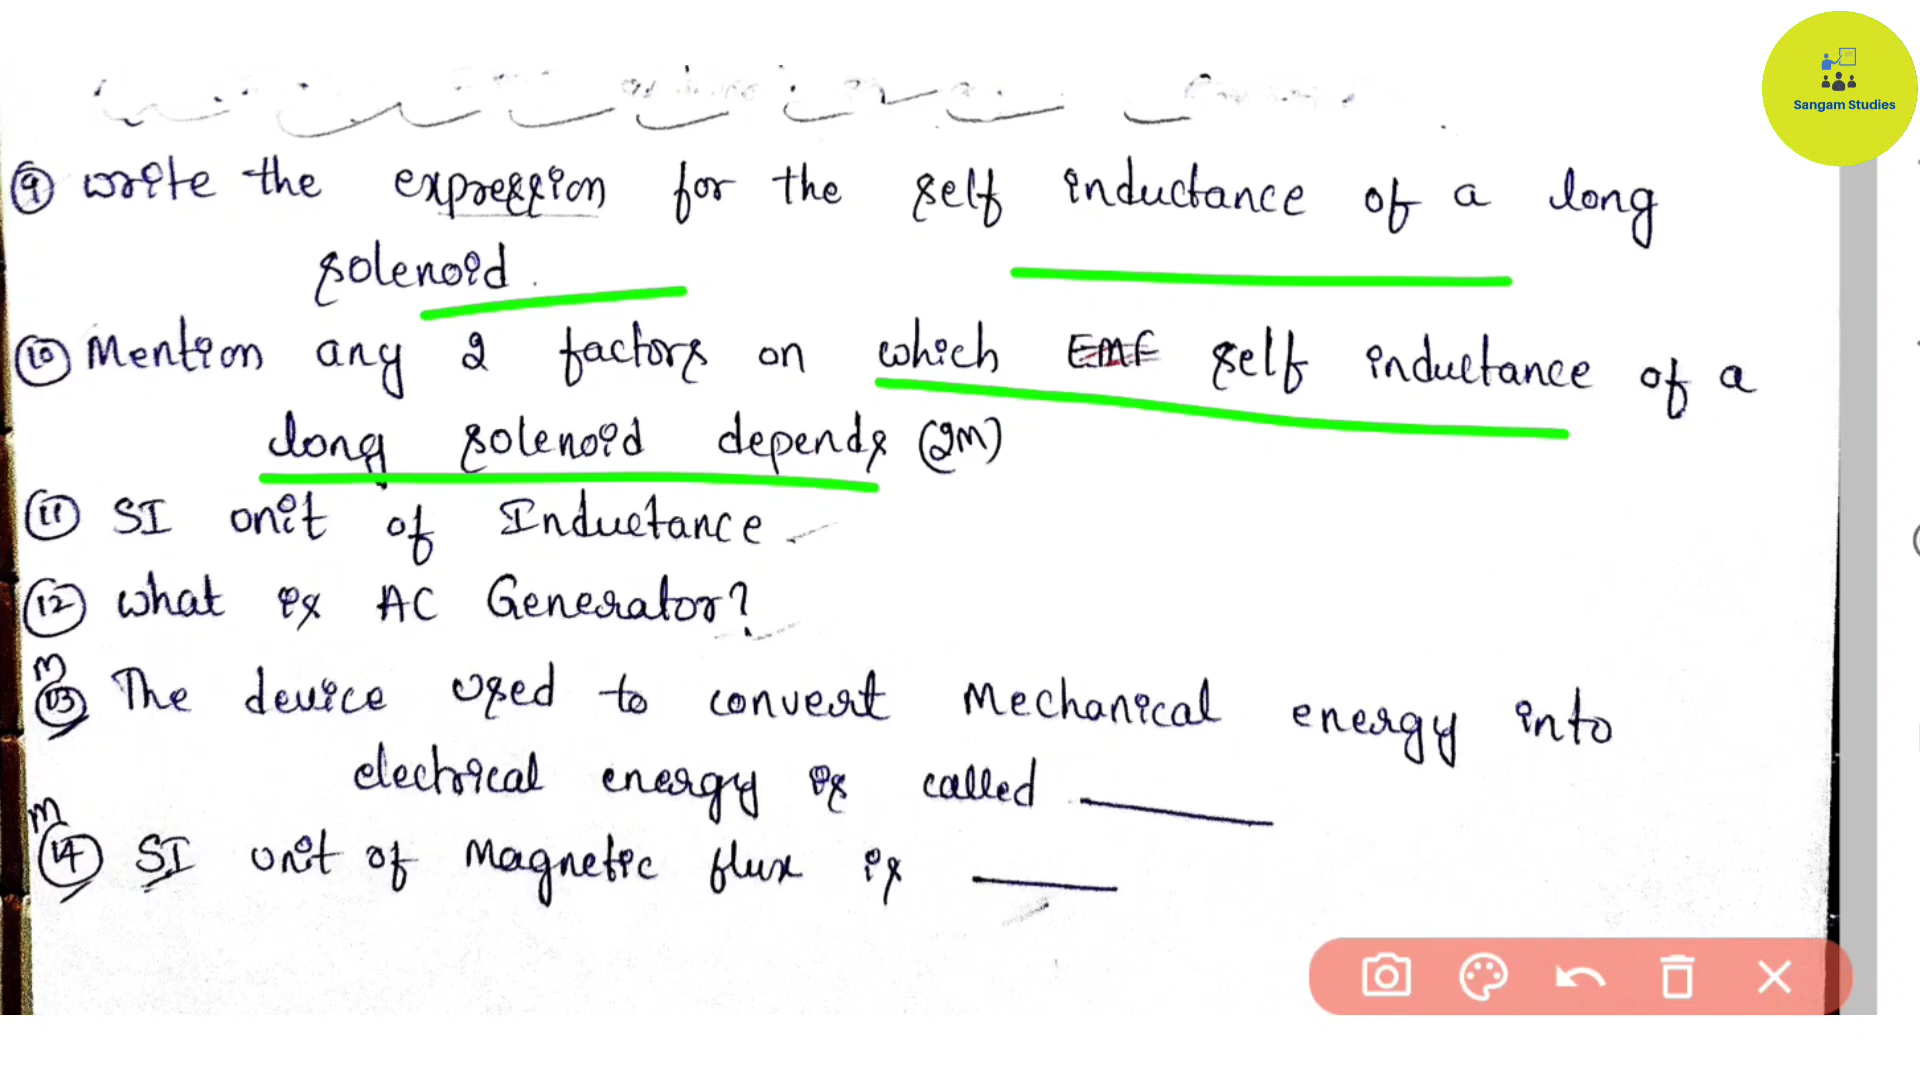 Sangam Studies
9 write the expression for the self inductance of a long
solenoid.
10 Mention any 2 factors on which EMF self inductance of a
long solenoid depends (2M)
11 SI unit of Inductance
12 what is AC Generator?
M
13 The device used to convert Mechanical energy into
electrical energy is called ______
M
14 SI unit of Magnetic flux is ______